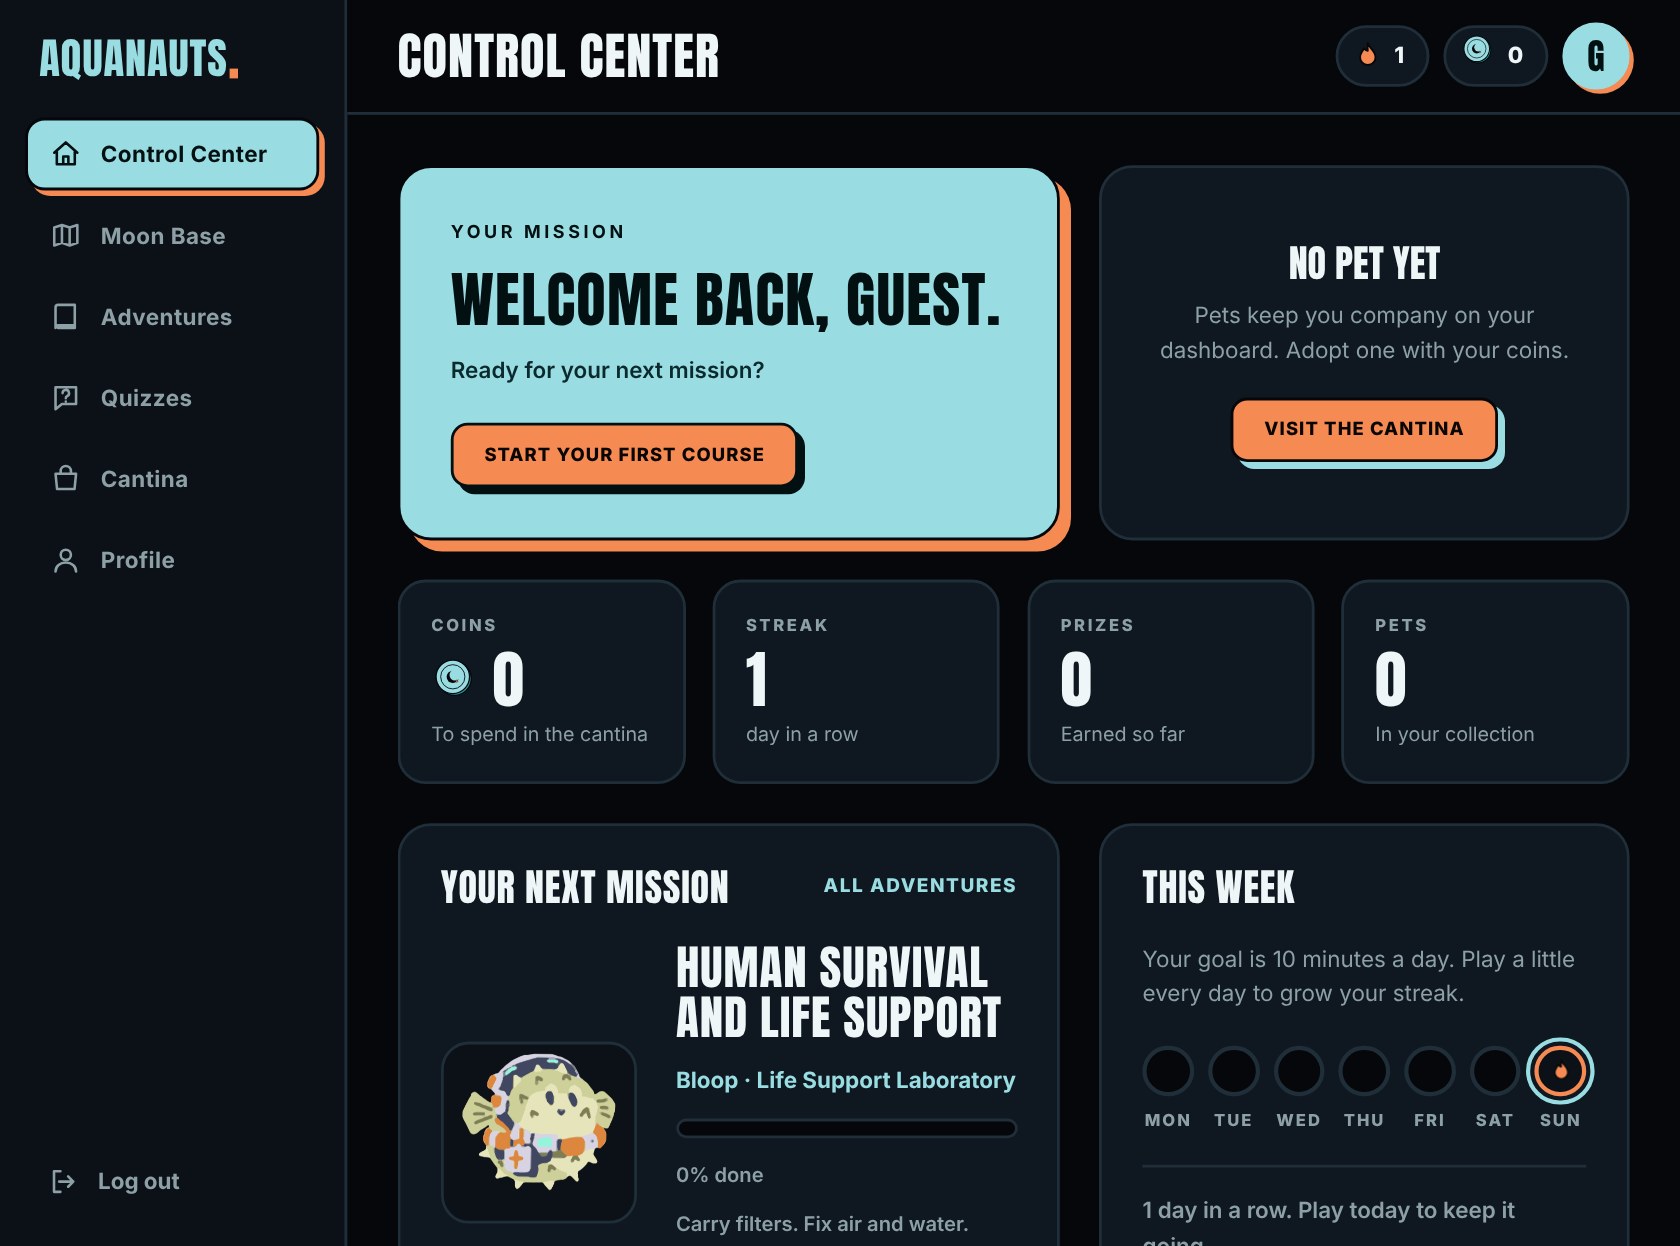 AQUANAUTS.
Control Center
Moon Base
Adventures
Quizzes
Cantina
Profile
Log out
CONTROL CENTER
1
0
G
YOUR MISSION
WELCOME BACK, GUEST.
Ready for your next mission?
START YOUR FIRST COURSE
NO PET YET
Pets keep you company on your
dashboard. Adopt one with your coins.
VISIT THE CANTINA
COINS
0
To spend in the cantina
STREAK
1
day in a row
PRIZES
0
Earned so far
PETS
0
In your collection
YOUR NEXT MISSION
ALL ADVENTURES
HUMAN SURVIVAL
AND LIFE SUPPORT
Bloop · Life Support Laboratory
0% done
Carry filters. Fix air and water.
THIS WEEK
Your goal is 10 minutes a day. Play a little
every day to grow your streak.
MON TUE WED THU FRI SAT SUN
1 day in a row. Play today to keep it
going.